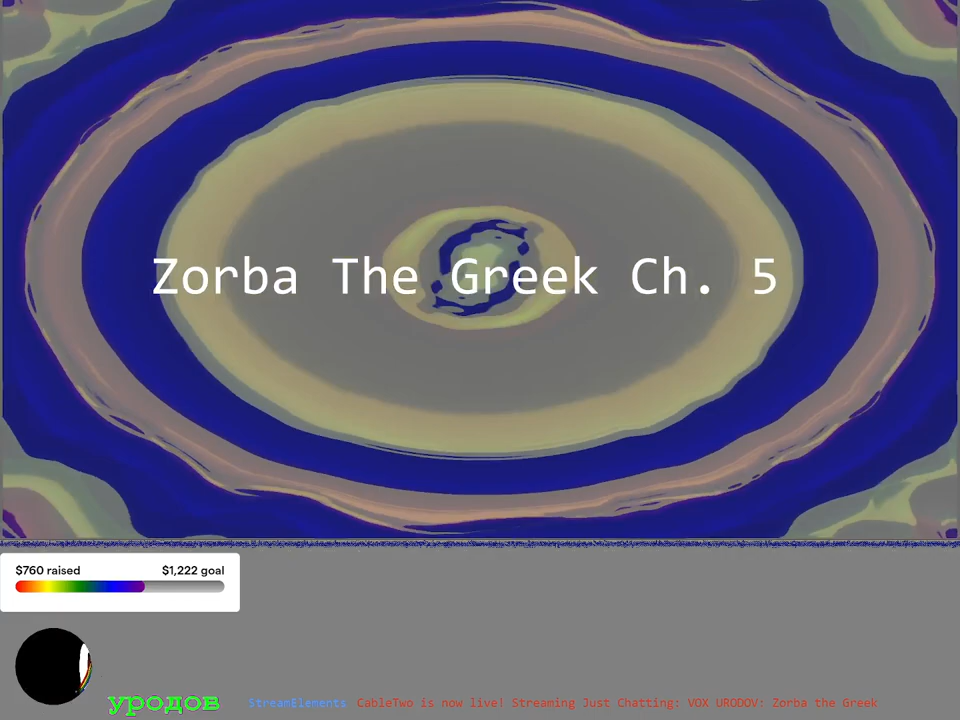 Zorba The Greek Ch. 5
$760 raised $1,222 goal
уродов StreamElements CableTwo is now live! Streaming Just Chatting: VOX URODOV: Zorba the Greek